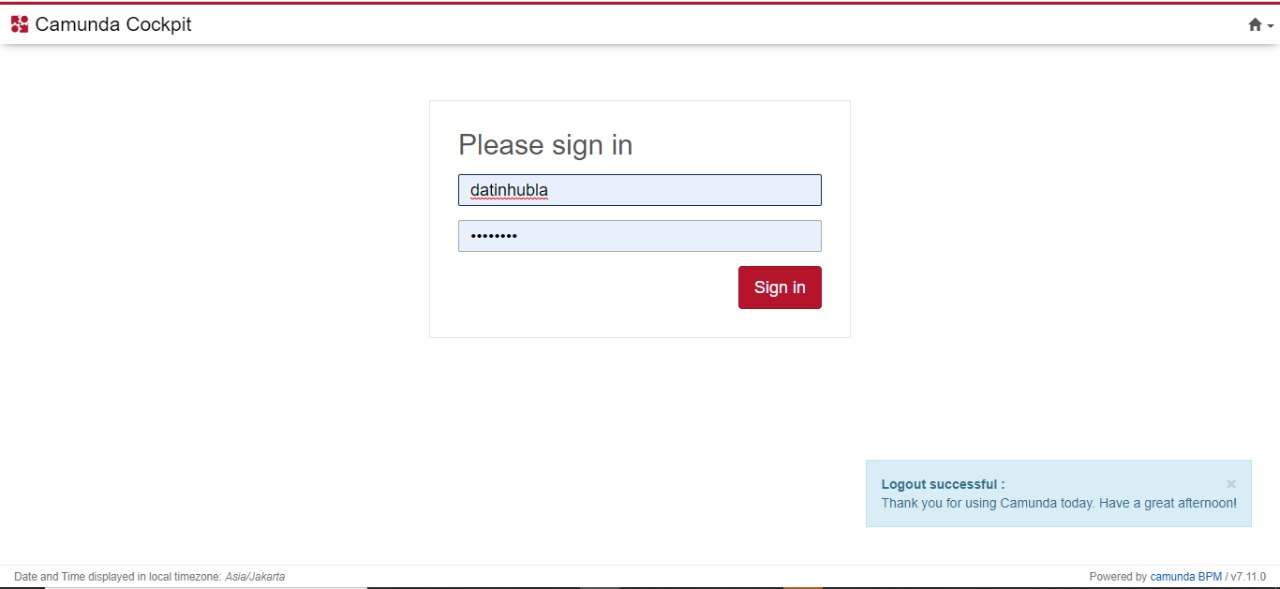 Camunda Cockpit
Please sign in
datinhubla
••••••••
Sign in
Logout successful :
×
Thank you for using Camunda today. Have a great afternoon!
Date and Time displayed in local timezone: Asia/Jakarta
Powered by camunda BPM / v7.11.0